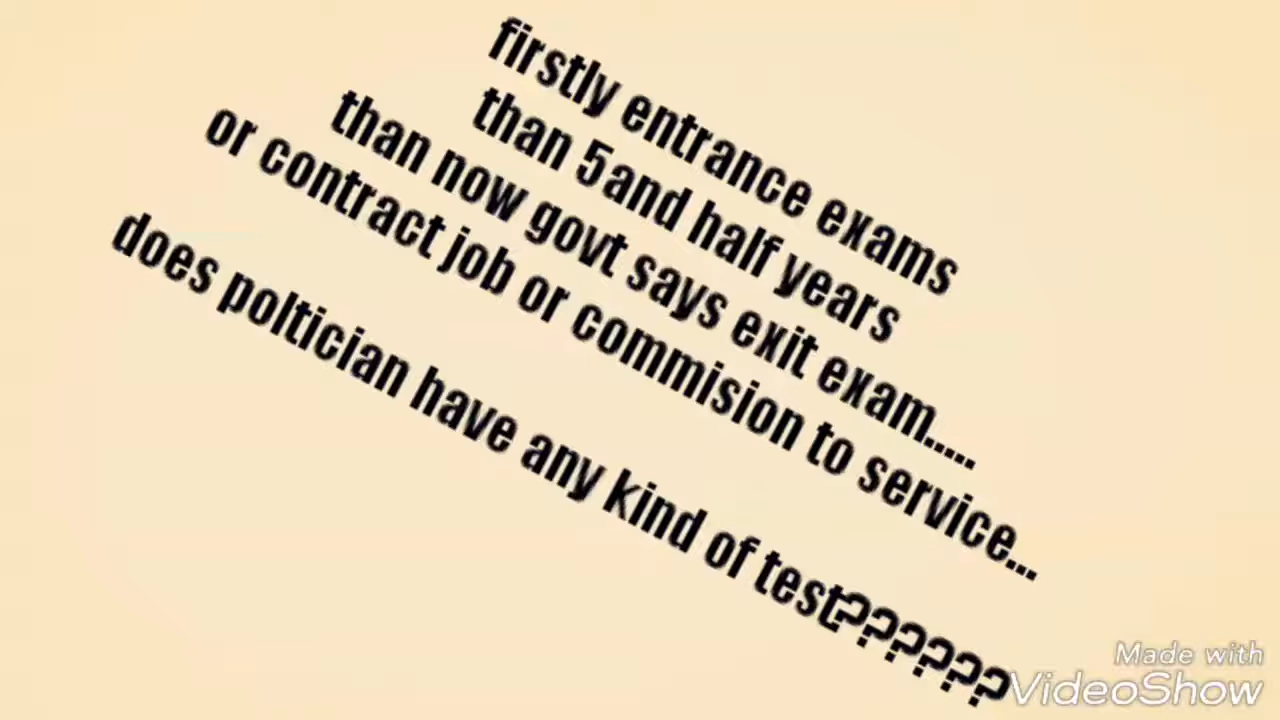 firstly entrance exams
than 5and half years
than now govt says exit exam.....
or contract job or commision to service...
does poltician have any kind of test??????
Made with
VideoShow